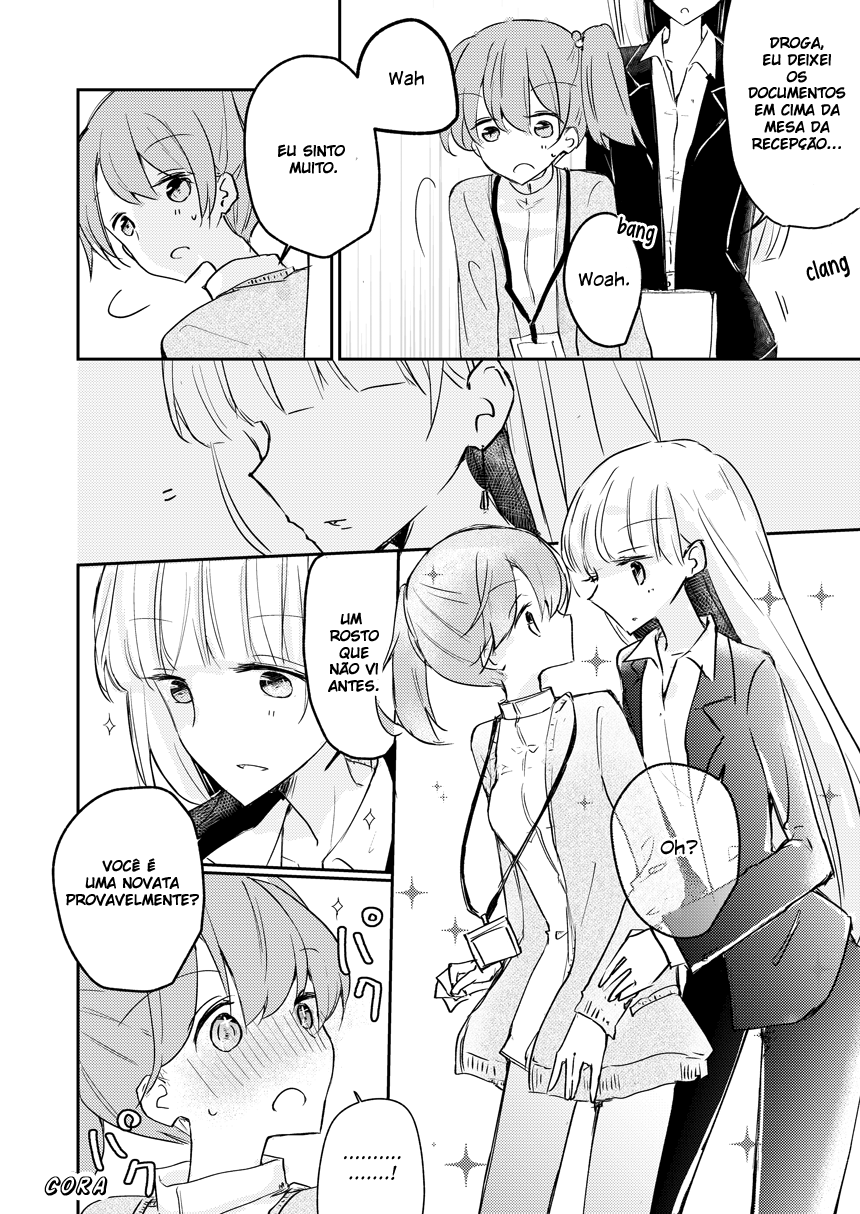 DROGA,
EU DEIXEI
OS
DOCUMENTOS
EM CIMA DA
MESA DA
RECEPÇÃO...
clang
bang
Woah.
Wah
EU SINTO
MUITO.
Oh?
UM
ROSTO
QUE
NÃO VI
ANTES.
VOCÊ É
UMA NOVATA
PROVAVELMENTE?
パク
パク
..........
.......!
CORA